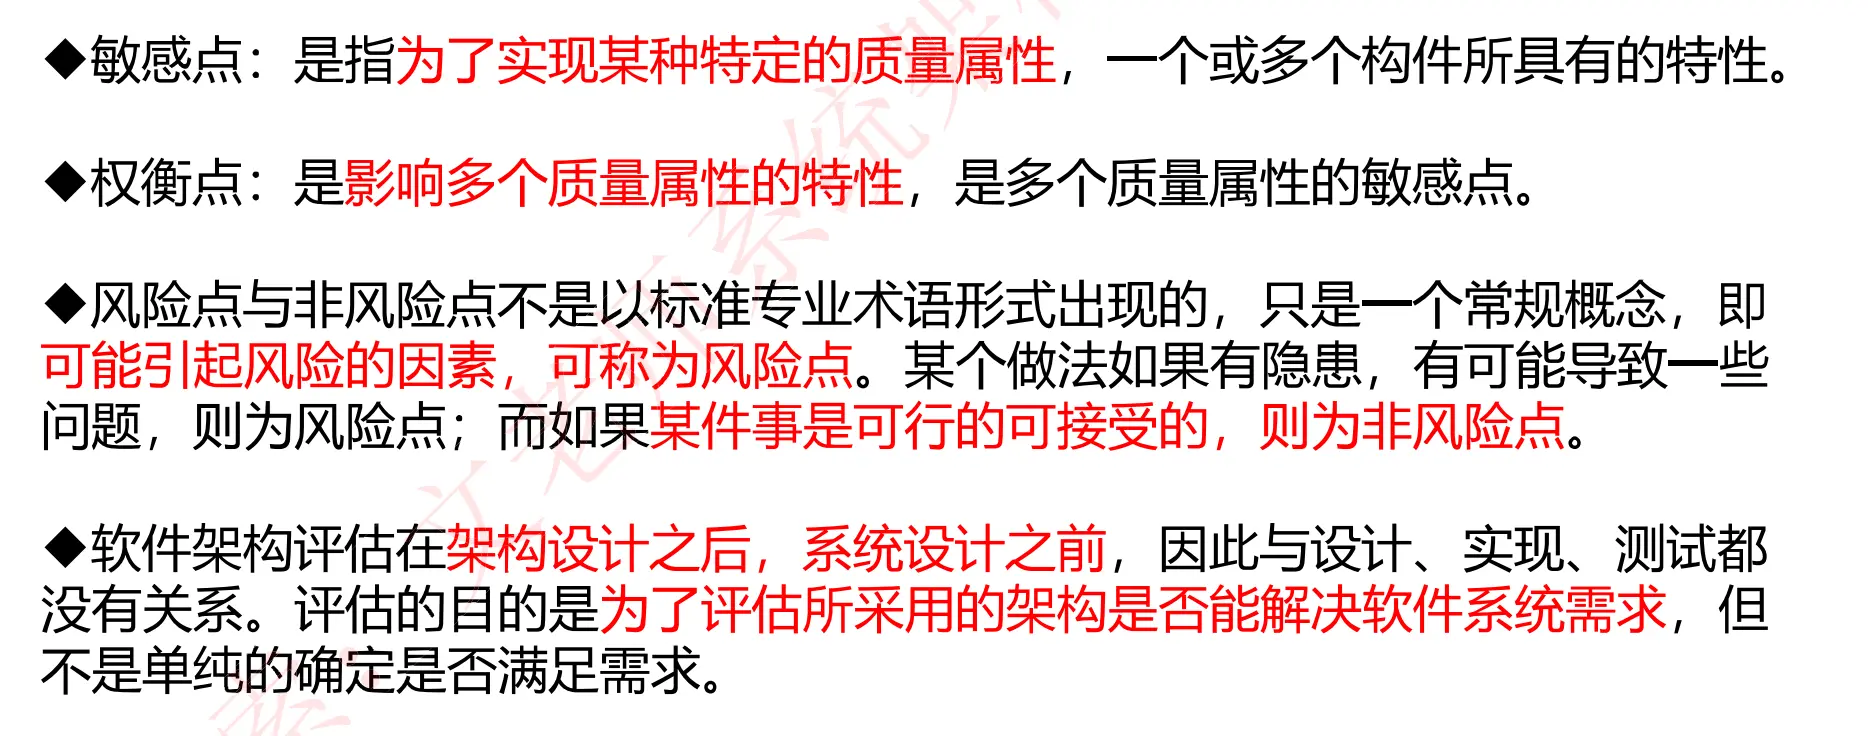 ◆敏感点：是指为了实现某种特定的质量属性，一个或多个构件所具有的特性。
◆权衡点：是影响多个质量属性的特性，是多个质量属性的敏感点。
◆风险点与非风险点不是以标准专业术语形式出现的，只是一个常规概念，即
可能引起风险的因素，可称为风险点。某个做法如果有隐患，有可能导致一些
问题，则为风险点；而如果某件事是可行的可接受的，则为非风险点。
◆软件架构评估在架构设计之后，系统设计之前，因此与设计、实现、测试都
没有关系。评估的目的是为了评估所采用的架构是否能解决软件系统需求，但
不是单纯的确定是否满足需求。
文老师系统架